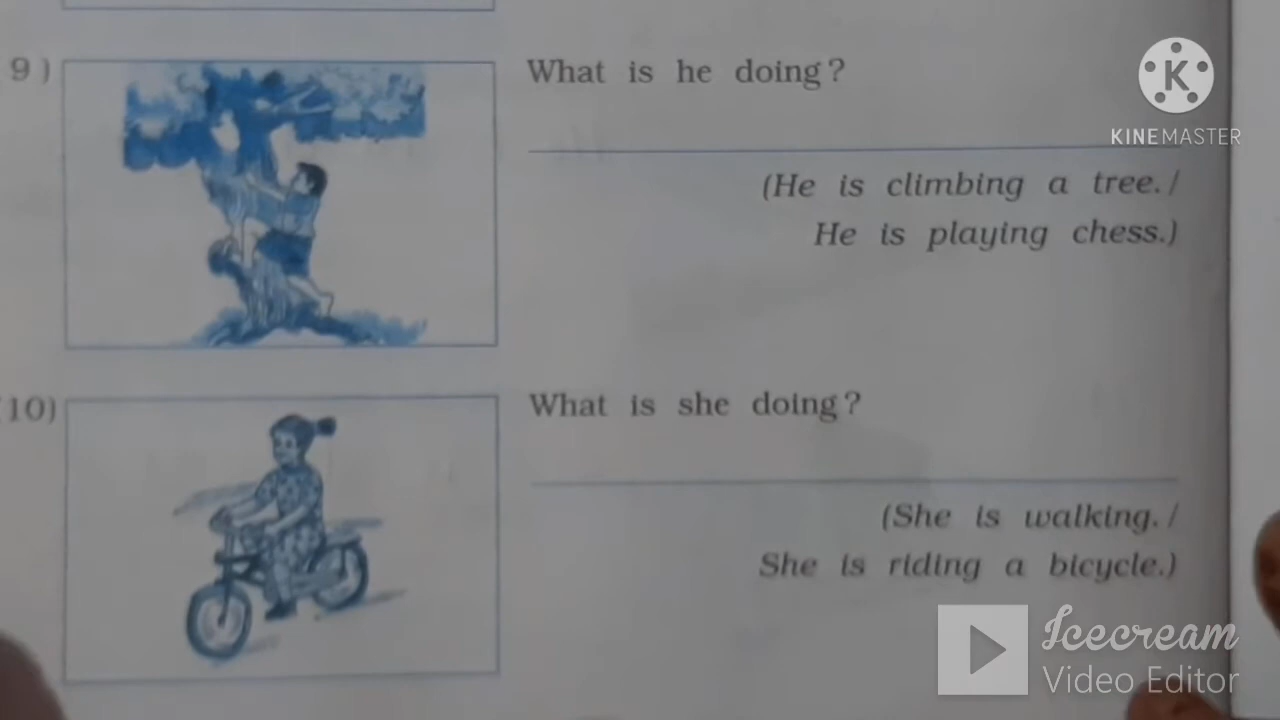 9 )
What is he doing?
(He is climbing a tree. /
He is playing chess.)
10)
What is she doing?
(She is walking. /
She is riding a bicycle.)
K
KINEMASTER
Icecream
Video Editor